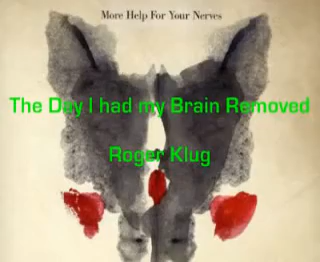 More Help For Your Nerves
The Day I had my Brain Removed
Roger Klug